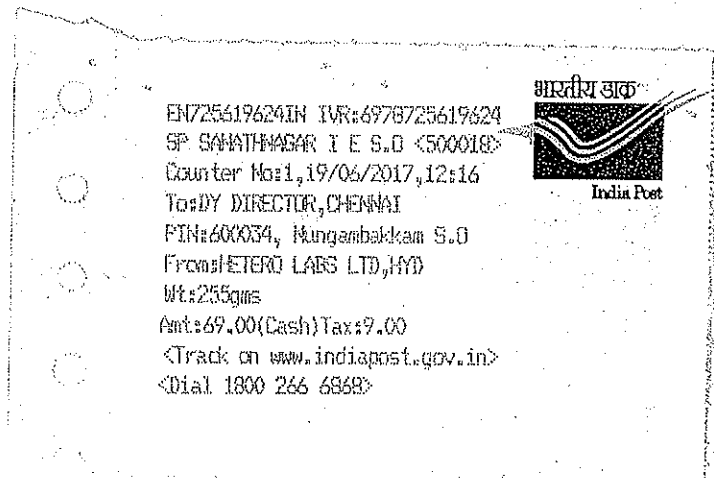 भारतीय डाक
India Post
EN725619624IN IVR:6978725619624
SP SANATHNAGAR I E S.O <500018>
Counter No:1,19/06/2017,12:16
To:DY DIRECTOR,CHENNAI
PIN:600034, Nungambakkam S.O
From:HETERO LABS LTD,HYD
Wt:255gms
Amt:69.00(Cash)Tax:9.00
<Track on www.indiapost.gov.in>
<Dial 1800 266 6868>